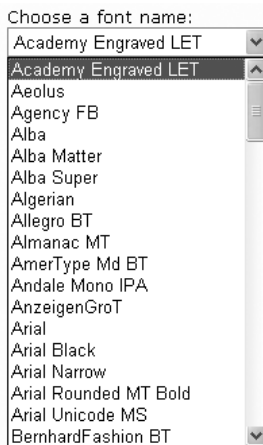 Choose a font name:
Academy Engraved LET
Academy Engraved LET
Aeolus
Agency FB
Alba
Alba Matter
Alba Super
Algerian
Allegro BT
Almanac MT
AmerType Md BT
Andale Mono IPA
AnzeigenGroT
Arial
Arial Black
Arial Narrow
Arial Rounded MT Bold
Arial Unicode MS
BernhardFashion BT